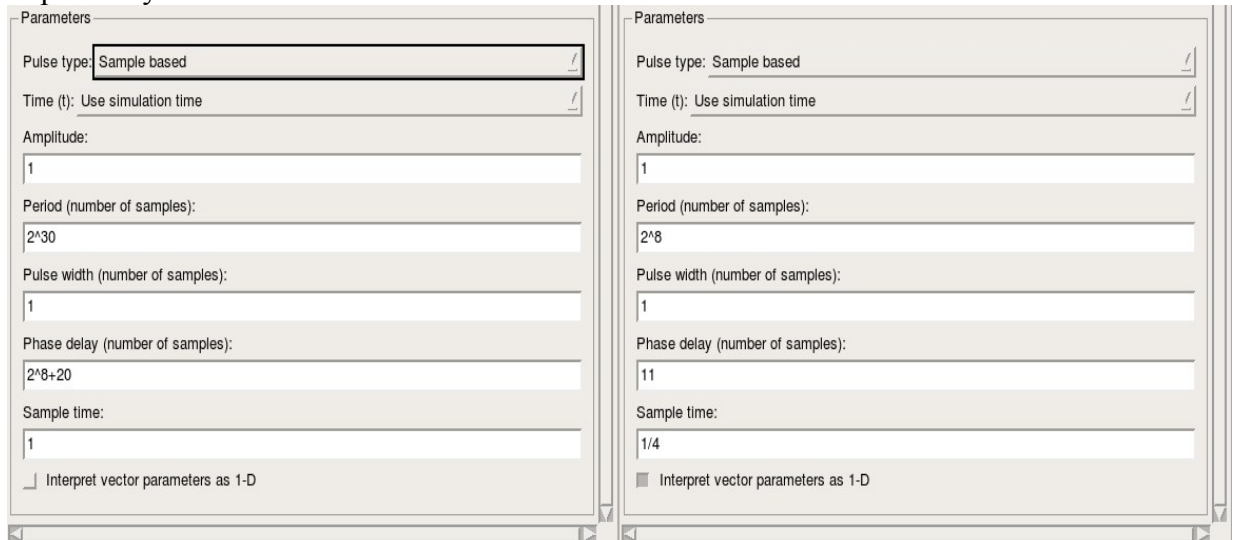 Parameters
Pulse type: Sample based
Time (t): Use simulation time
Amplitude:
1
Period (number of samples):
2^30
Pulse width (number of samples):
1
Phase delay (number of samples):
2^8+20
Sample time:
1
Interpret vector parameters as 1-D
Parameters
Pulse type: Sample based
Time (t): Use simulation time
Amplitude:
1
Period (number of samples):
2^8
Pulse width (number of samples):
1
Phase delay (number of samples):
11
Sample time:
1/4
Interpret vector parameters as 1-D